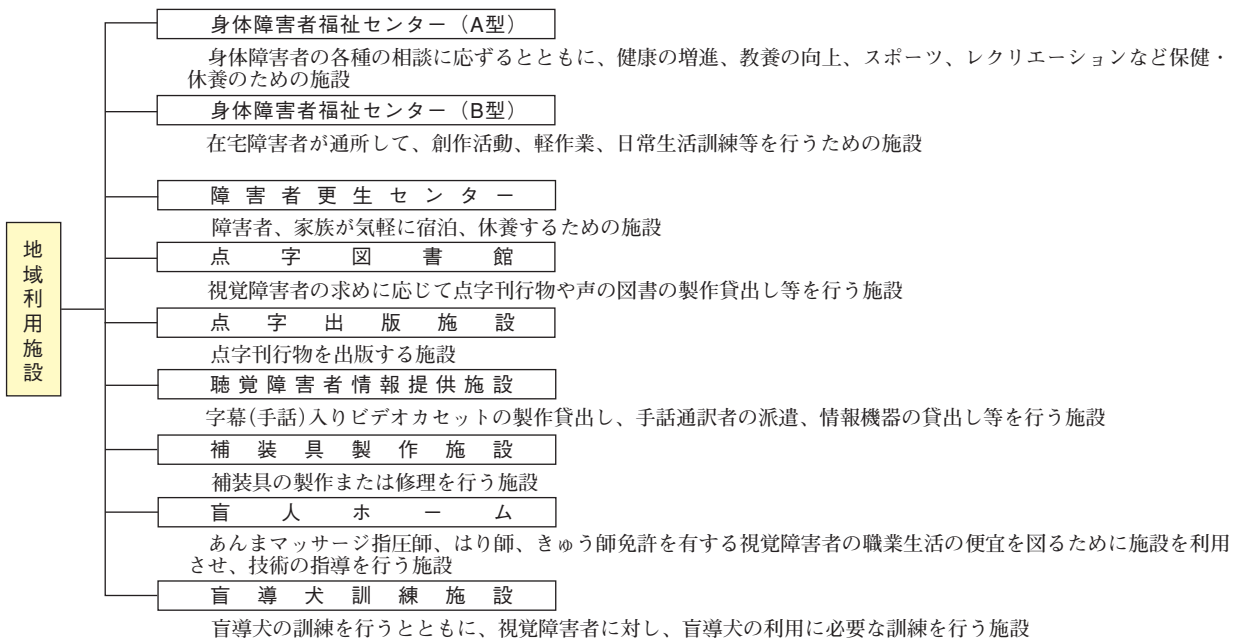 身体障害者福祉センター（A型）
身体障害者の各種の相談に応ずるとともに、健康の増進、教養の向上、スポーツ、レクリエーションなど保健・
休養のための施設
身体障害者福祉センター（B型）
在宅障害者が通所して、創作活動、軽作業、日常生活訓練等を行うための施設
障害者更生センター
障害者、家族が気軽に宿泊、休養するための施設
点字図書館
視覚障害者の求めに応じて点字刊行物や声の図書の製作貸出し等を行う施設
点字出版施設
点字刊行物を出版する施設
聴覚障害者情報提供施設
字幕(手話)入りビデオカセットの製作貸出し、手話通訳者の派遣、情報機器の貸出し等を行う施設
補装具製作施設
補装具の製作または修理を行う施設
盲人ホーム
あんまマッサージ指圧師、はり師、きゅう師免許を有する視覚障害者の職業生活の便宜を図るために施設を利用
させ、技術の指導を行う施設
盲導犬訓練施設
盲導犬の訓練を行うとともに、視覚障害者に対し、盲導犬の利用に必要な訓練を行う施設
地域利用施設